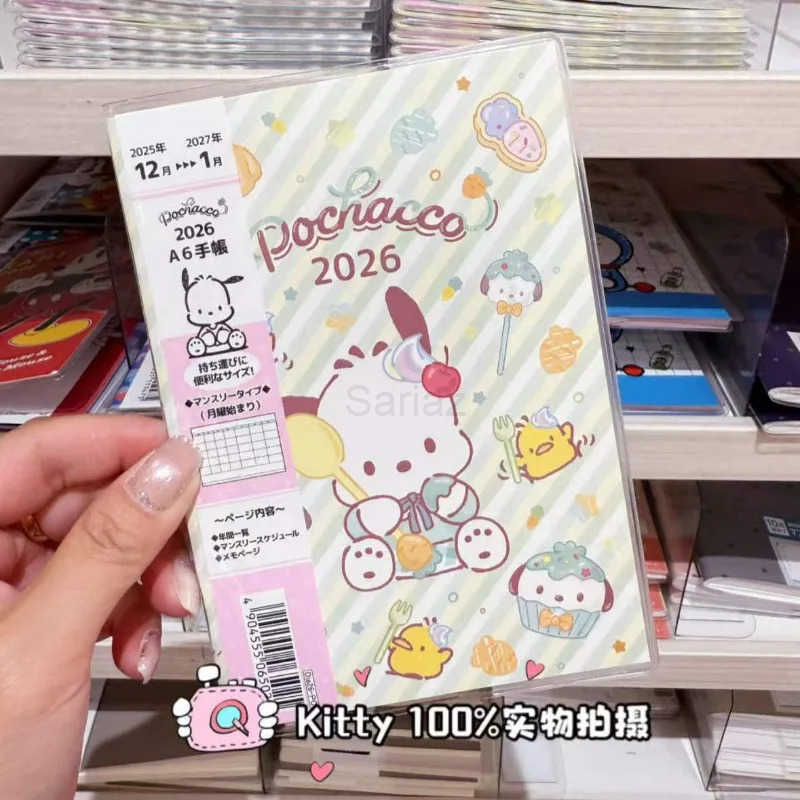 2025年 2027年
12月 ▸▸▸ 1月
Pochacco
2026
A6手帳
持ち運びに
便利なサイズ!
◆マンスリータイプ◆
(月曜始まり)
~ページ内容~
◆年間一覧
◆マンスリースケジュール
◆メモページ
Pochacco
2026
Sariaz
Kitty 100%实物拍摄